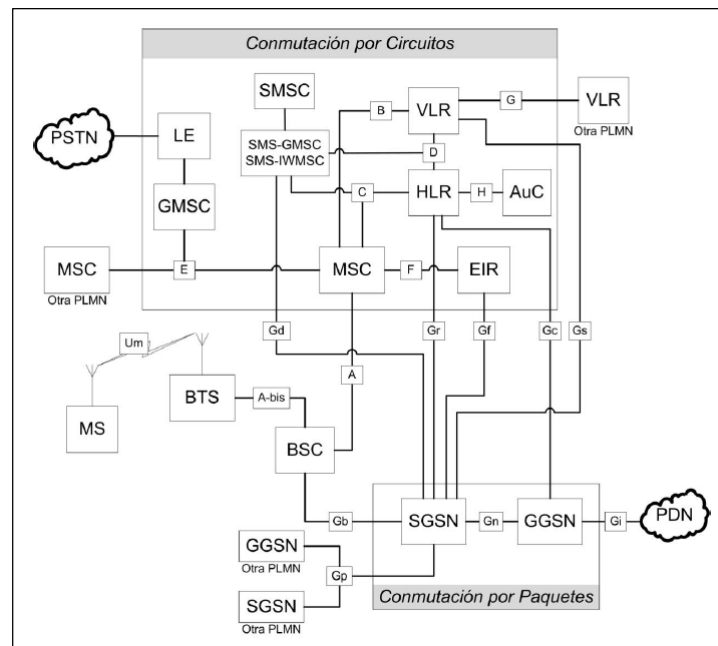 Conmutación por Circuitos
SMSC
B
VLR
G
VLR
Otra PLMN
PSTN
LE
SMS-GMSC
SMS-IWMSC
D
GMSC
C
HLR
H
AuC
MSC
Otra PLMN
E
MSC
F
EIR
Gd
Gr
Gf
Gc
Gs
Um
A
MS
BTS
A-bis
BSC
Gb
SGSN
Gn
GGSN
Gi
PDN
GGSN
Otra PLMN
Gp
SGSN
Otra PLMN
Conmutación por Paquetes